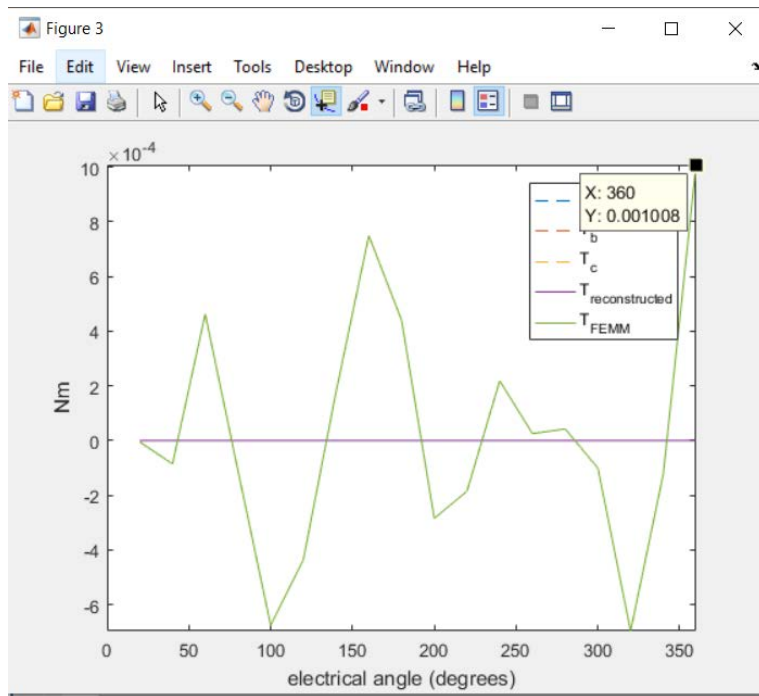 Figure 3
File Edit View Insert Tools Desktop Window Help
×10^-4
10
8
6
4
2
0
-2
-4
-6
Nm
0 50 100 150 200 250 300 350
electrical angle (degrees)
X: 360
Y: 0.001008
T_b
T_c
T_reconstructed
T_FEMM